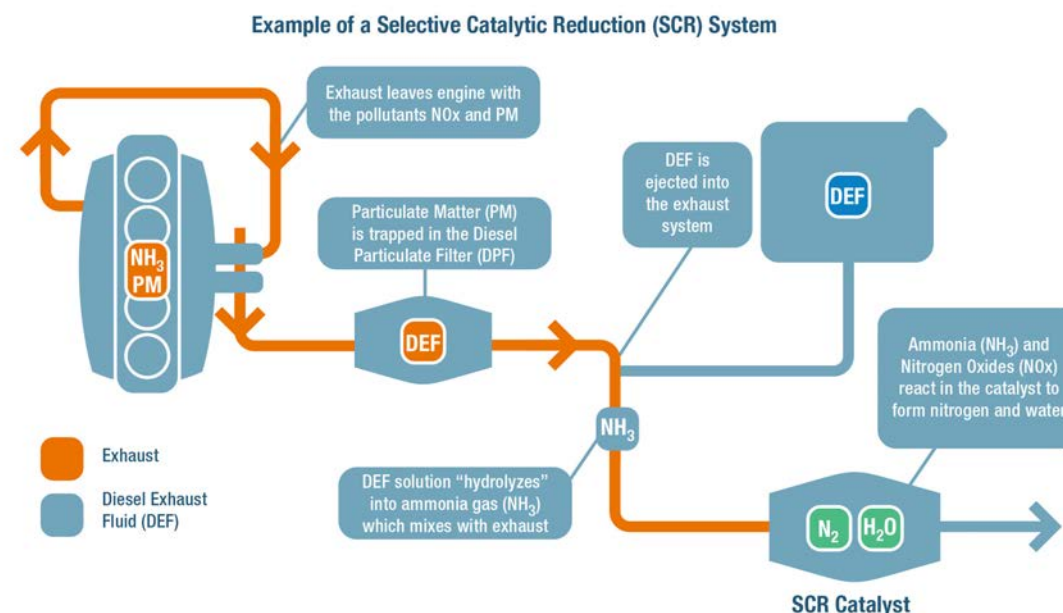 Example of a Selective Catalytic Reduction (SCR) System
Exhaust leaves engine with
the pollutants NOx and PM
DEF is
ejected into
the exhaust
system
DEF
Particulate Matter (PM)
is trapped in the Diesel
Particulate Filter (DPF)
NH₃
PM
DEF
Ammonia (NH₃) and
Nitrogen Oxides (NOx)
react in the catalyst to
form nitrogen and water
NH₃
Exhaust
Diesel Exhaust
Fluid (DEF)
DEF solution “hydrolyzes”
into ammonia gas (NH₃)
which mixes with exhaust
N₂ H₂O
SCR Catalyst